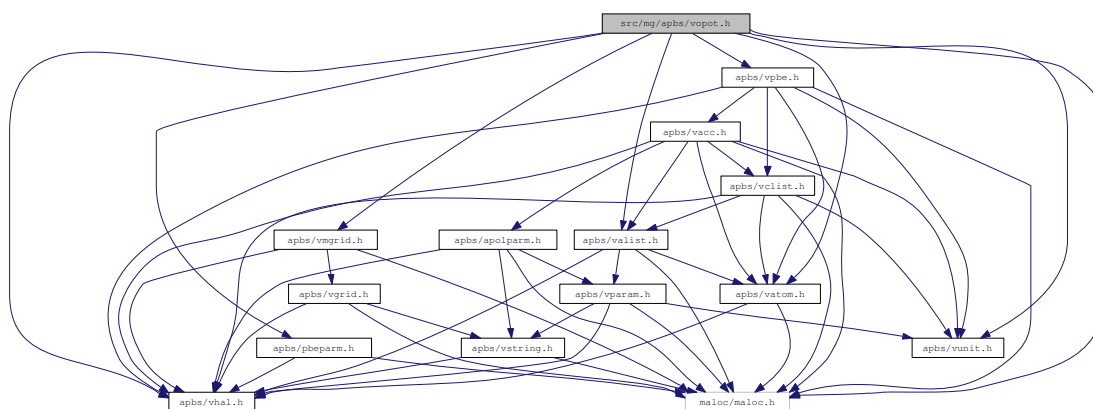 src/mg/apbs/vopot.h
apbs/vpbe.h
apbs/vacc.h
apbs/vclist.h
apbs/vmgrid.h
apbs/apolparm.h
apbs/valist.h
apbs/vgrid.h
apbs/vparam.h
apbs/vatom.h
apbs/pbeparm.h
apbs/vstring.h
apbs/vunit.h
apbs/vhal.h
maloc/maloc.h